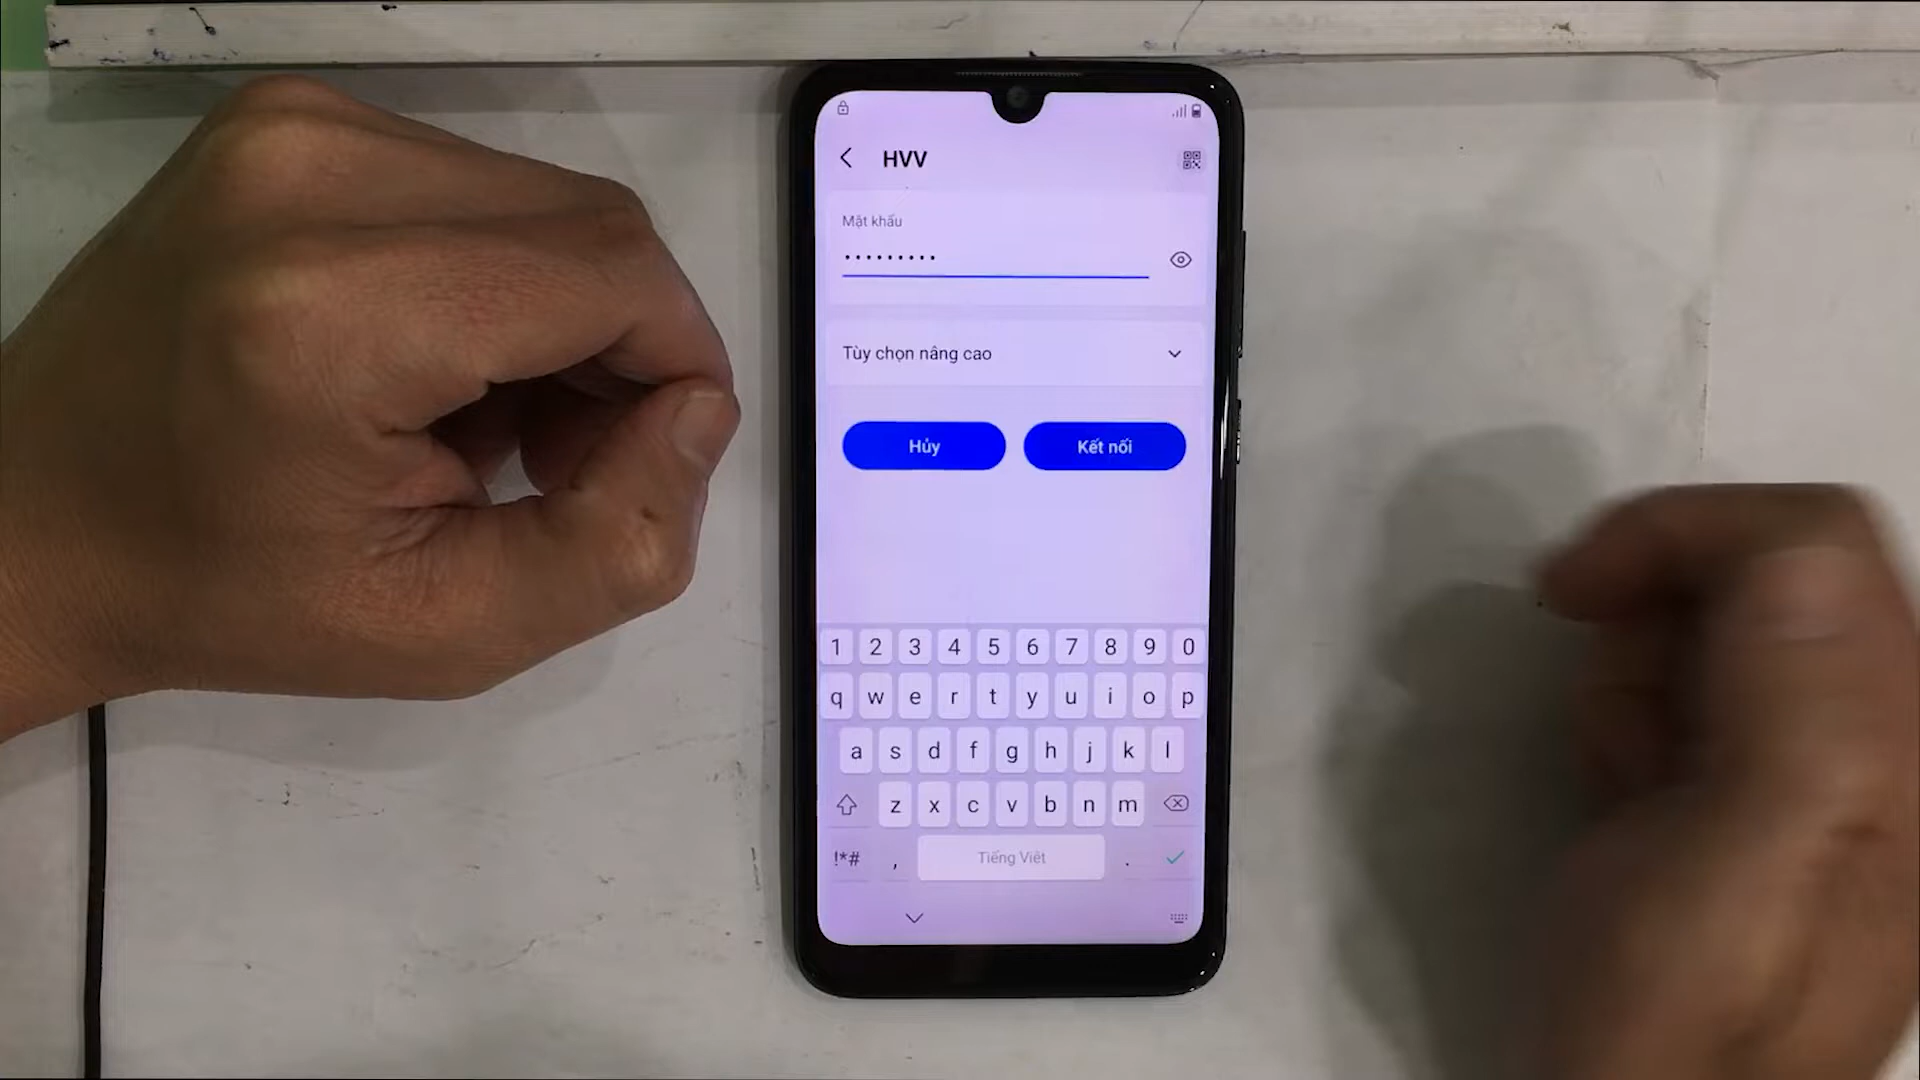 HVV
Mật khẩu
•••••••••
Tùy chọn nâng cao
Hủy
Kết nối
1 2 3 4 5 6 7 8 9 0
q w e r t y u i o p
a s d f g h j k l
z x c v b n m
!*# , Tiếng Việt .